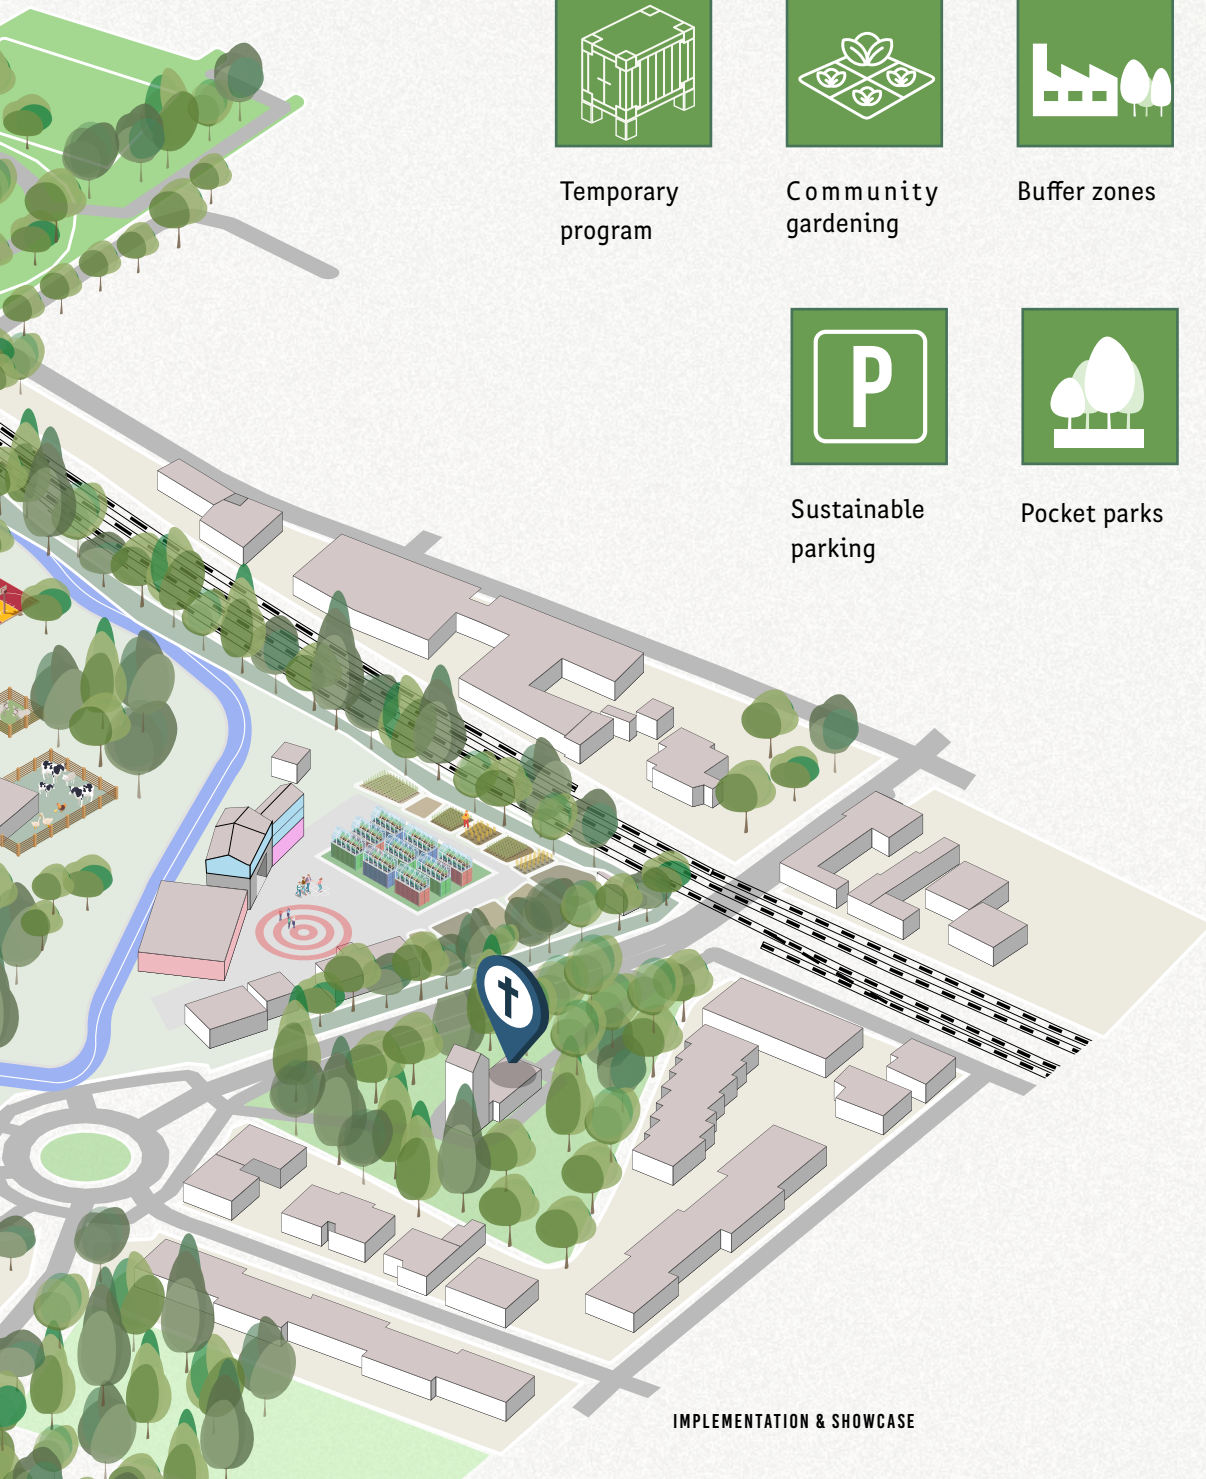 Temporary
program
Community
gardening
Buffer zones
P
Sustainable
parking
Pocket parks
IMPLEMENTATION & SHOWCASE